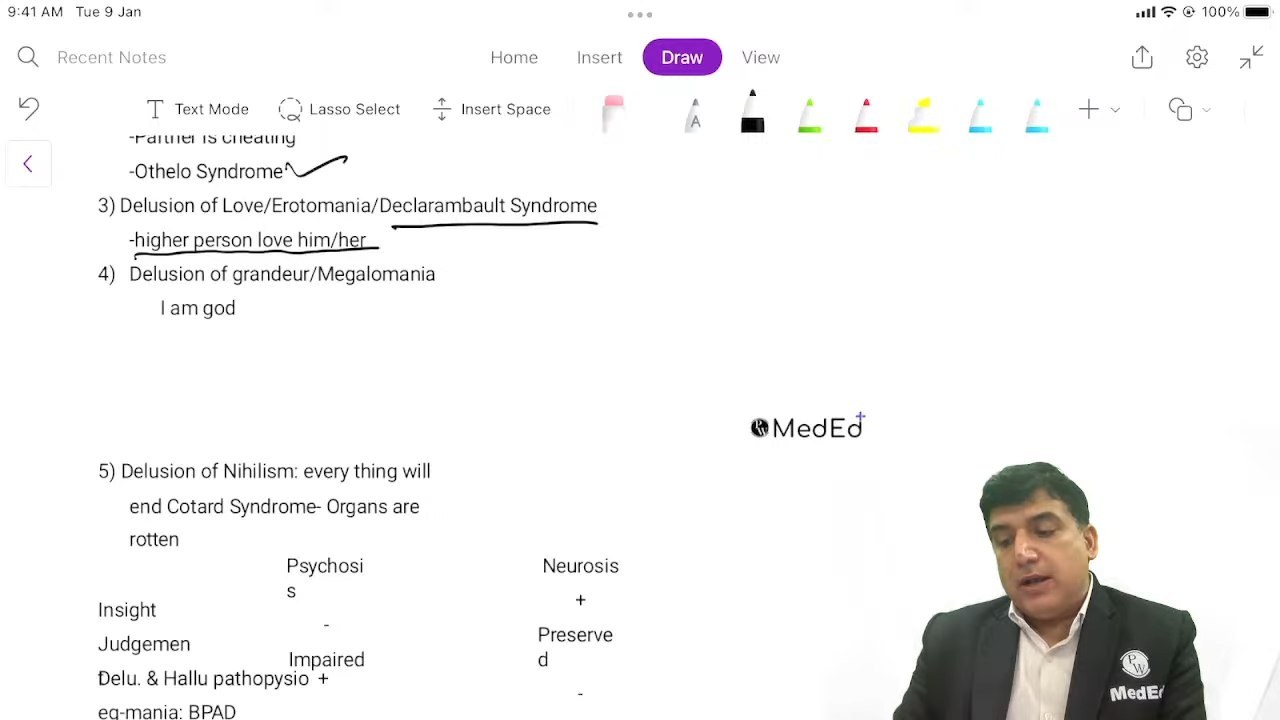 9:41 AM Tue 9 Jan
100%
Recent Notes
Home Insert Draw View
Text Mode Lasso Select Insert Space
A
-Partner is cheating
-Othelo Syndrome
3) Delusion of Love/Erotomania/Declarambault Syndrome
-higher person love him/her
4) Delusion of grandeur/Megalomania
I am god
PW MedEd+
5) Delusion of Nihilism: every thing will
end Cotard Syndrome- Organs are
rotten
Psychosi
s
Neurosis
Insight
-
+
Judgemen
t
Impaired
Preserve
d
Delu. & Hallu pathopysio +
-
eg-mania: BPAD
PW
MedEd